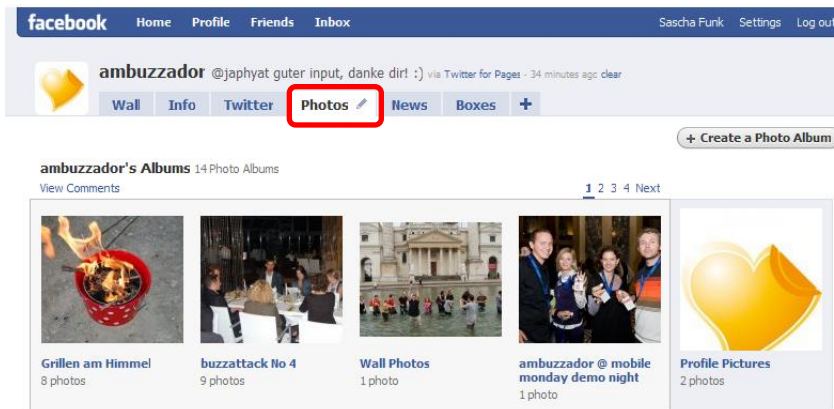 facebook Home Profile Friends Inbox Sascha Funk Settings Log out
ambuzzador @japhyat guter input, danke dir! :) via Twitter for Pages - 34 minutes ago clear
Wall Info Twitter Photos News Boxes +
+ Create a Photo Album
ambuzzador's Albums 14 Photo Albums
View Comments 1 2 3 4 Next
Grillen am Himmel
8 photos
buzzattack No 4
9 photos
Wall Photos
1 photo
ambuzzador @ mobile
monday demo night
1 photo
Profile Pictures
2 photos